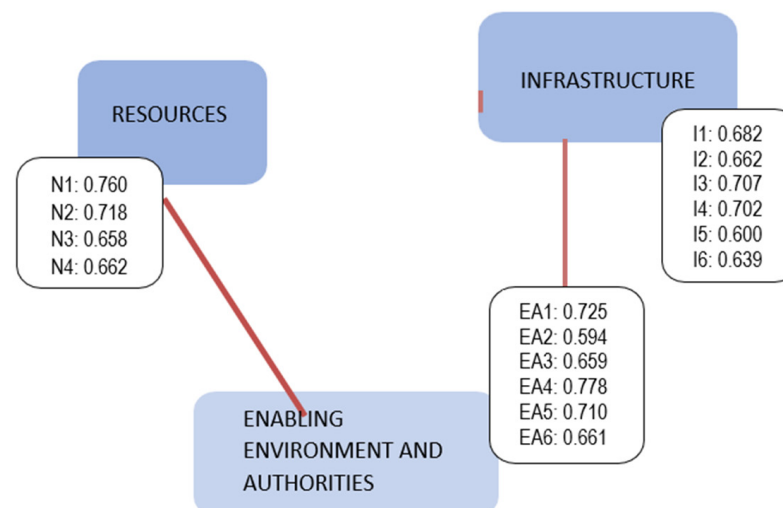 RESOURCES
N1: 0.760
N2: 0.718
N3: 0.658
N4: 0.662
INFRASTRUCTURE
I1: 0.682
I2: 0.662
I3: 0.707
I4: 0.702
I5: 0.600
I6: 0.639
ENABLING
ENVIRONMENT AND
AUTHORITIES
EA1: 0.725
EA2: 0.594
EA3: 0.659
EA4: 0.778
EA5: 0.710
EA6: 0.661